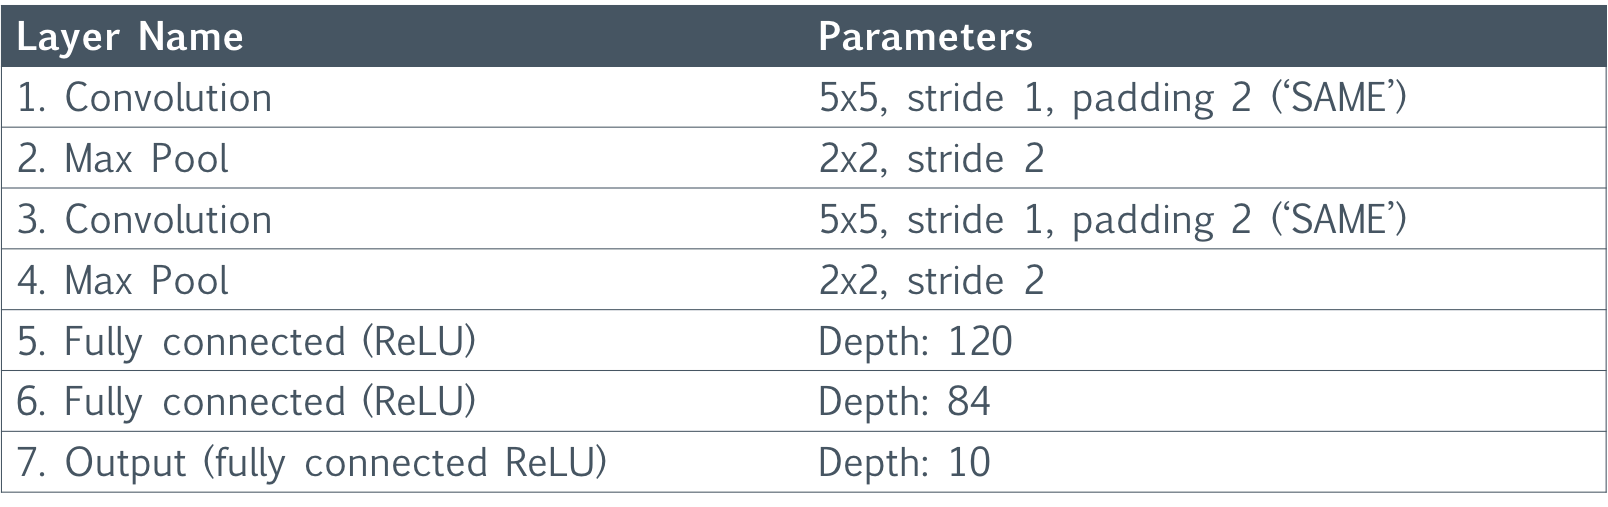 Layer Name Parameters
1. Convolution 5x5, stride 1, padding 2 (‘SAME’)
2. Max Pool 2x2, stride 2
3. Convolution 5x5, stride 1, padding 2 (‘SAME’)
4. Max Pool 2x2, stride 2
5. Fully connected (ReLU) Depth: 120
6. Fully connected (ReLU) Depth: 84
7. Output (fully connected ReLU) Depth: 10